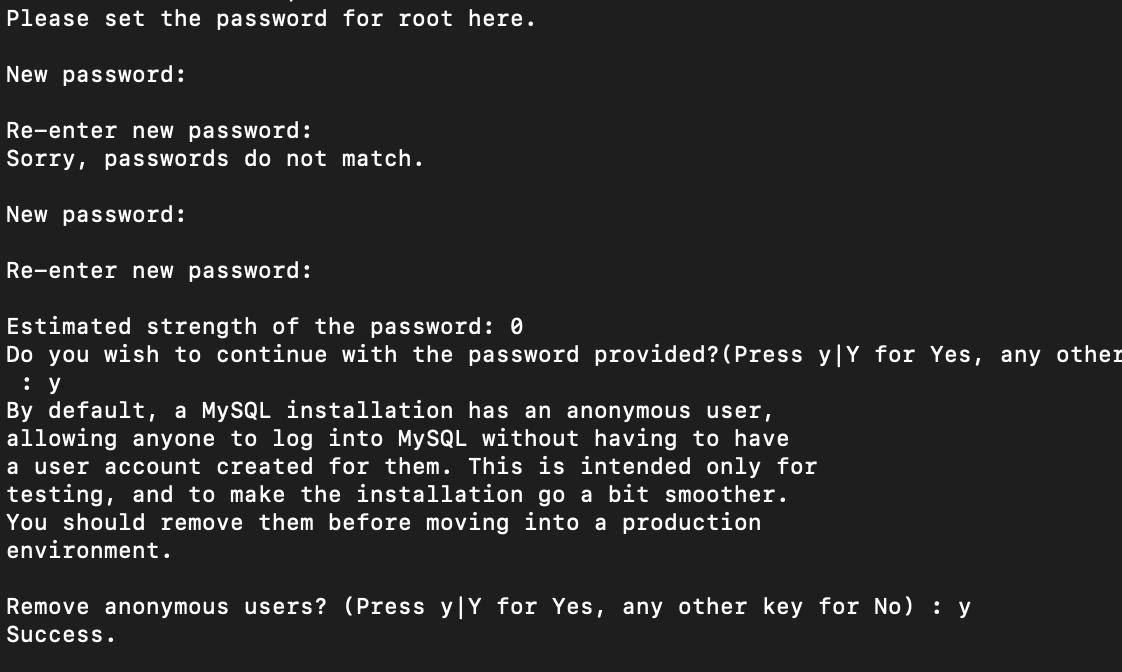 Please set the password for root here.
New password:
Re-enter new password:
Sorry, passwords do not match.
New password:
Re-enter new password:
Estimated strength of the password: 0
Do you wish to continue with the password provided?(Press y|Y for Yes, any other
: y
By default, a MySQL installation has an anonymous user,
allowing anyone to log into MySQL without having to have
a user account created for them. This is intended only for
testing, and to make the installation go a bit smoother.
You should remove them before moving into a production
environment.
Remove anonymous users? (Press y|Y for Yes, any other key for No) : y
Success.